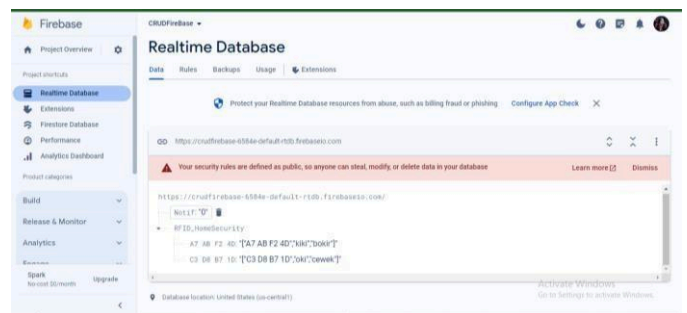 Firebase
CRUDFireBase
Project Overview
Realtime Database
Project shortcuts
Data Rules Backups Usage Extensions
Realtime Database
Extensions
Firestore Database
Performance
Analytics Dashboard
Product categories
Build
Release & Monitor
Analytics
Spark
No-cost $0/month
Upgrade
Protect your Realtime Database resources from abuse, such as billing fraud or phishing Configure App Check
https://crudfirebase-6584e-default-rtdb.firebaseio.com
Your security rules are defined as public, so anyone can steal, modify, or delete data in your database Learn more Dismiss
https://crudfirebase-6584e-default-rtdb.firebaseio.com/
Notif:"0"
RFID_HomeSecurity
A7 AB F2 4D:"["A7 AB F2 4D","kiki","bokir"]"
C3 D8 B7 1D:"["C3 D8 B7 1D","oki","cewek"]"
Database location: United States (us-central1)
Activate Windows
Go to Settings to activate Windows.